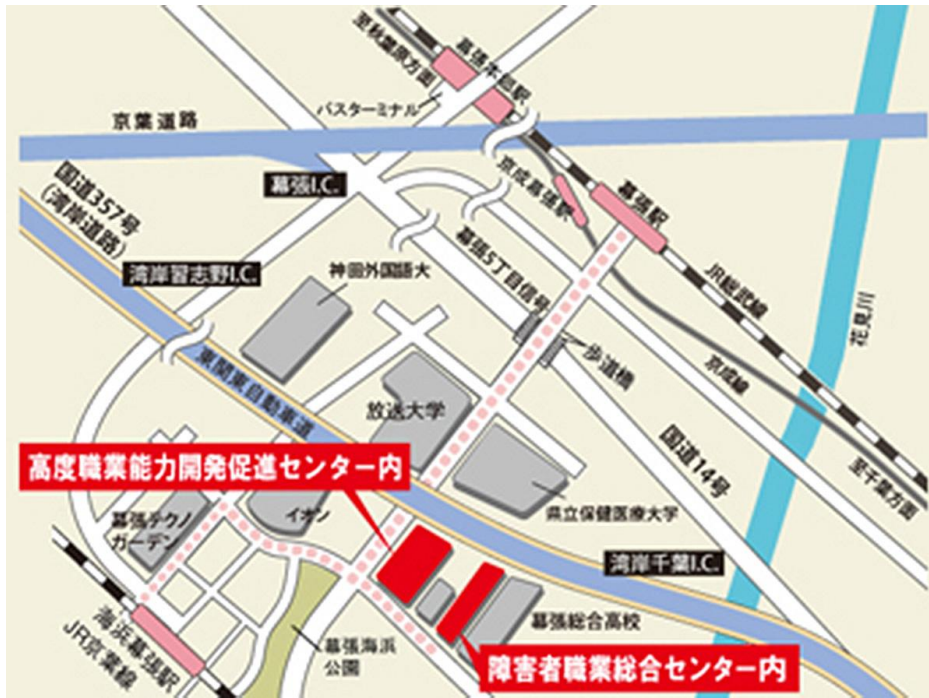 至秋葉原方面
幕張本郷駅
バスターミナル
京葉道路
幕張I.C.
京成幕張駅
幕張駅
国道357号
(湾岸道路)
湾岸習志野I.C.
神田外国語大
幕張5丁目信号
JR総武線
花見川
歩道橋
京成線
東関東自動車道
放送大学
国道14号
至千葉方面
高度職業能力開発促進センター内
県立保健医療大学
幕張テクノ
ガーデン
イオン
湾岸千葉I.C.
幕張総合高校
海浜幕張駅
JR京葉線
幕張海浜
公園
障害者職業総合センター内